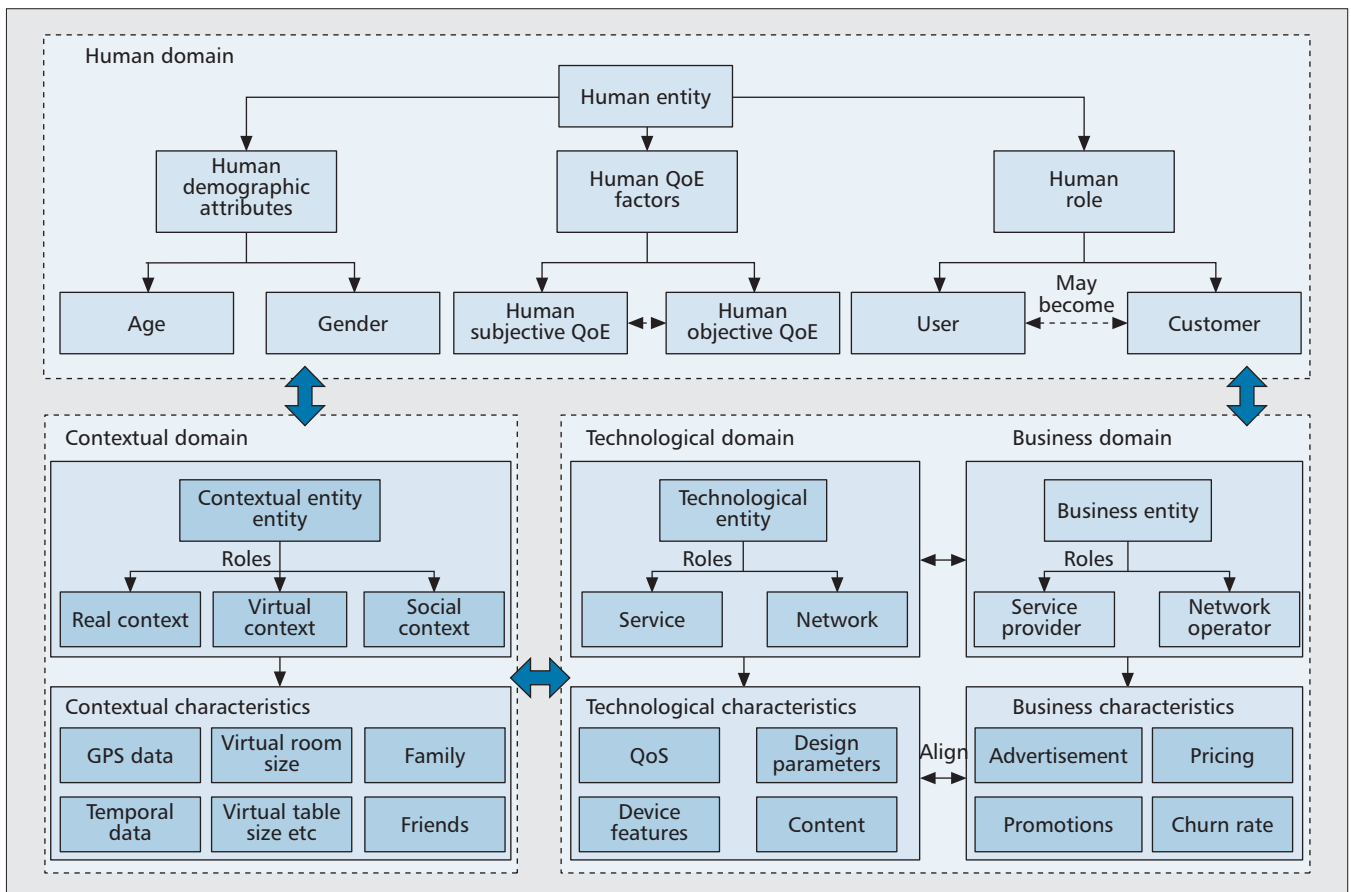 Human domain
Human entity
Human
demographic
attributes
Human QoE
factors
Human
role
Age
Gender
Human
subjective QoE
Human
objective QoE
User
May
become
Customer
Contextual domain
Contextual entity
entity
Roles
Real context
Virtual
context
Social
context
Contextual characteristics
GPS data
Virtual room
size
Family
Temporal
data
Virtual table
size etc
Friends
Technological domain
Technological
entity
Roles
Service
Network
Technological characteristics
QoS
Design
parameters
Device
features
Content
Align
Business domain
Business entity
Roles
Service
provider
Network
operator
Business characteristics
Advertisement
Pricing
Promotions
Churn rate